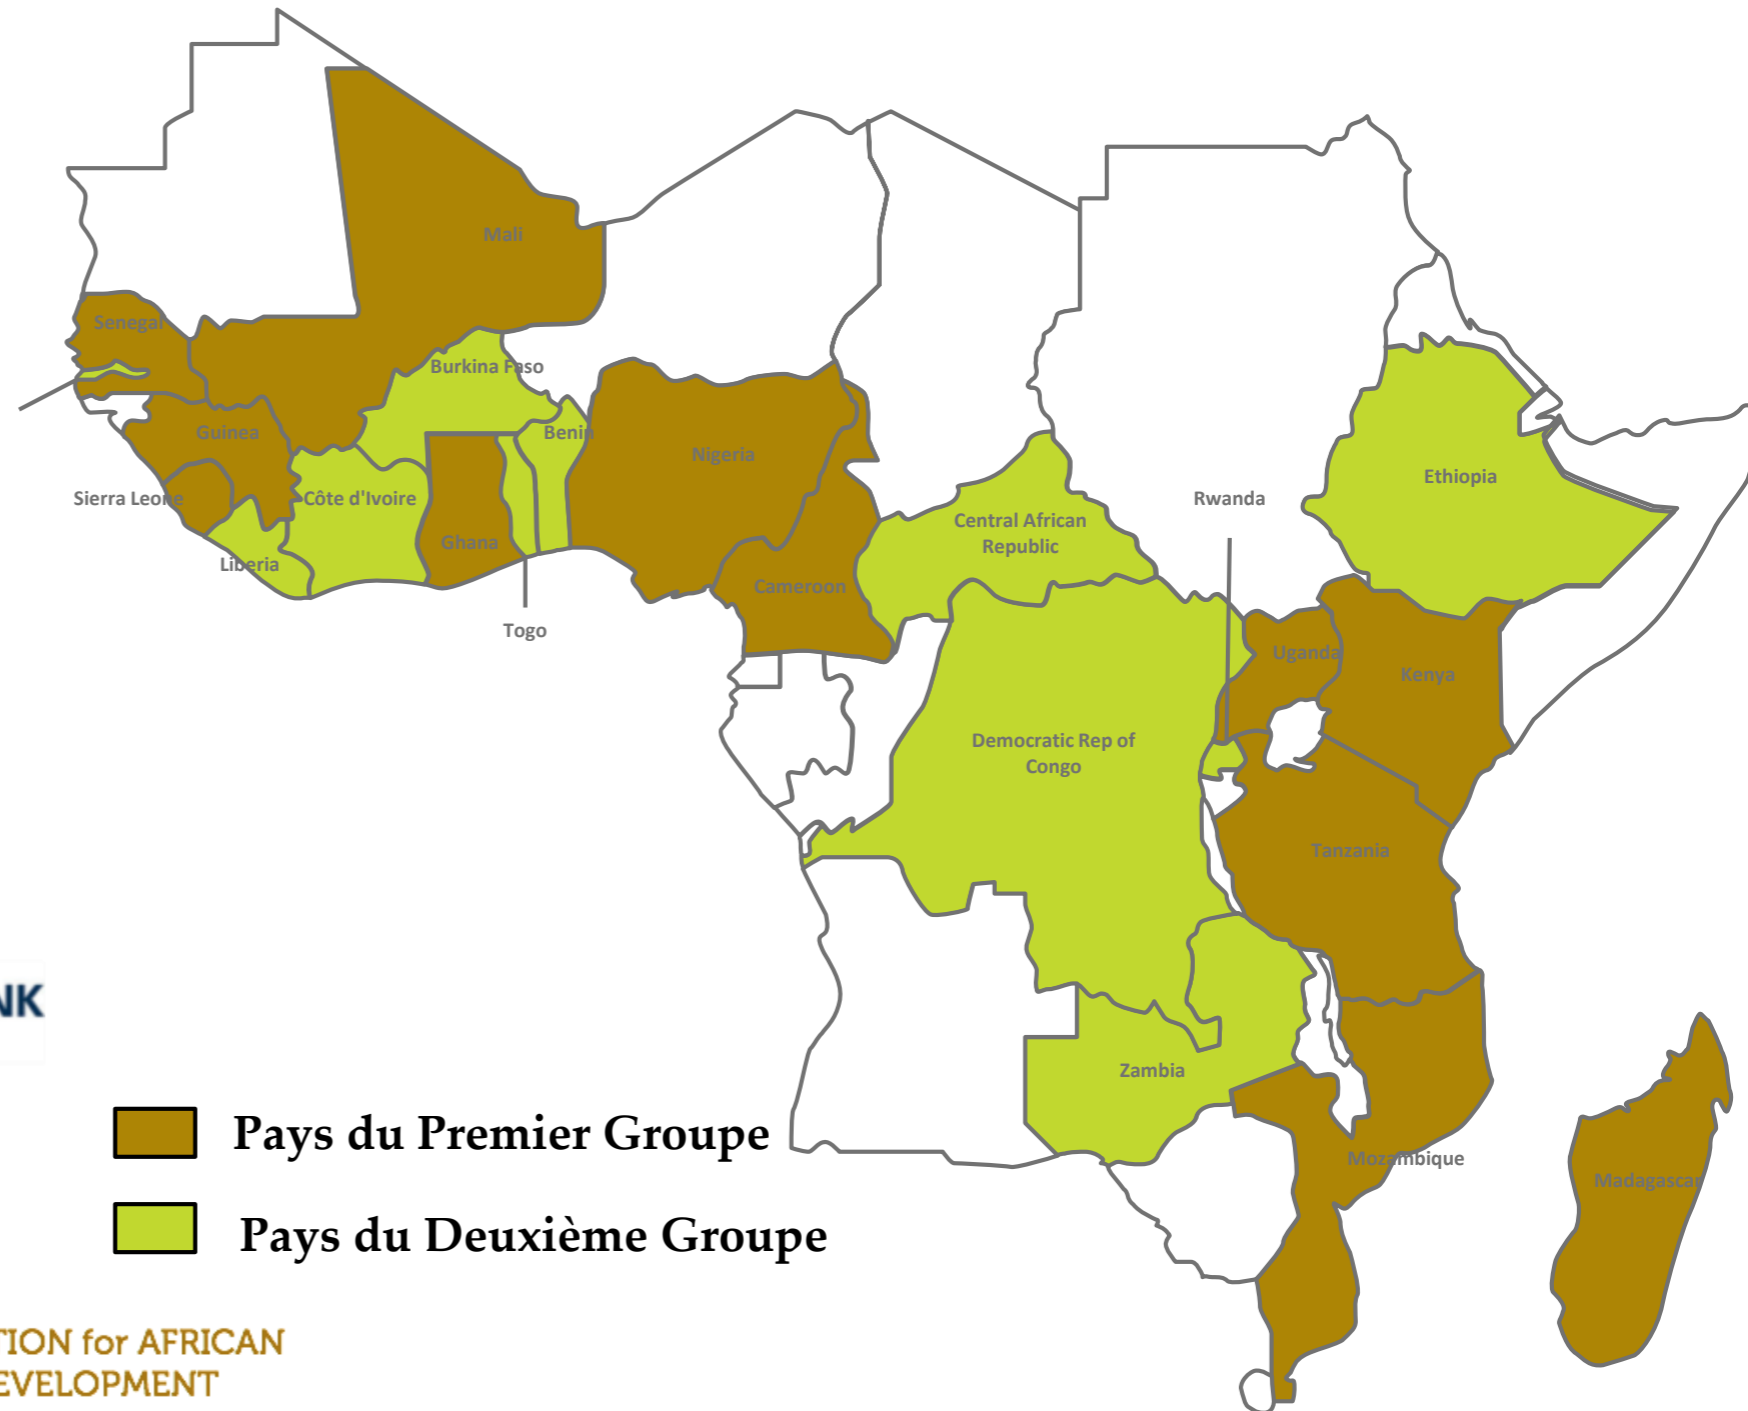 Mali
Senegal
Burkina Faso
Guinea
Benin
Nigeria
Ethiopia
Sierra Leone
Côte d'Ivoire
Rwanda
Ghana
Central African
Republic
Liberia
Cameroon
Togo
Uganda
Kenya
Democratic Rep of
Congo
Tanzania
NK
Zambia
Pays du Premier Groupe
Mozambique
Madagascar
Pays du Deuxième Groupe
TION for AFRICAN
EVELOPMENT